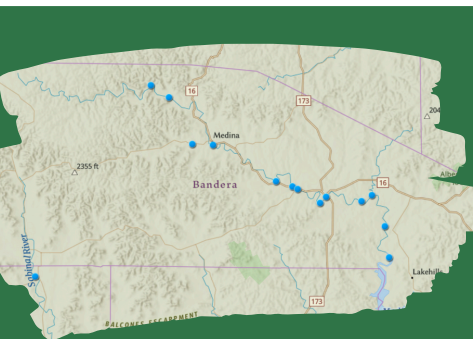 16
173
204
Medina
2355 ft
Bandera
16
Sabinal River
Lakehills
173
BALCONES ESCARPMENT